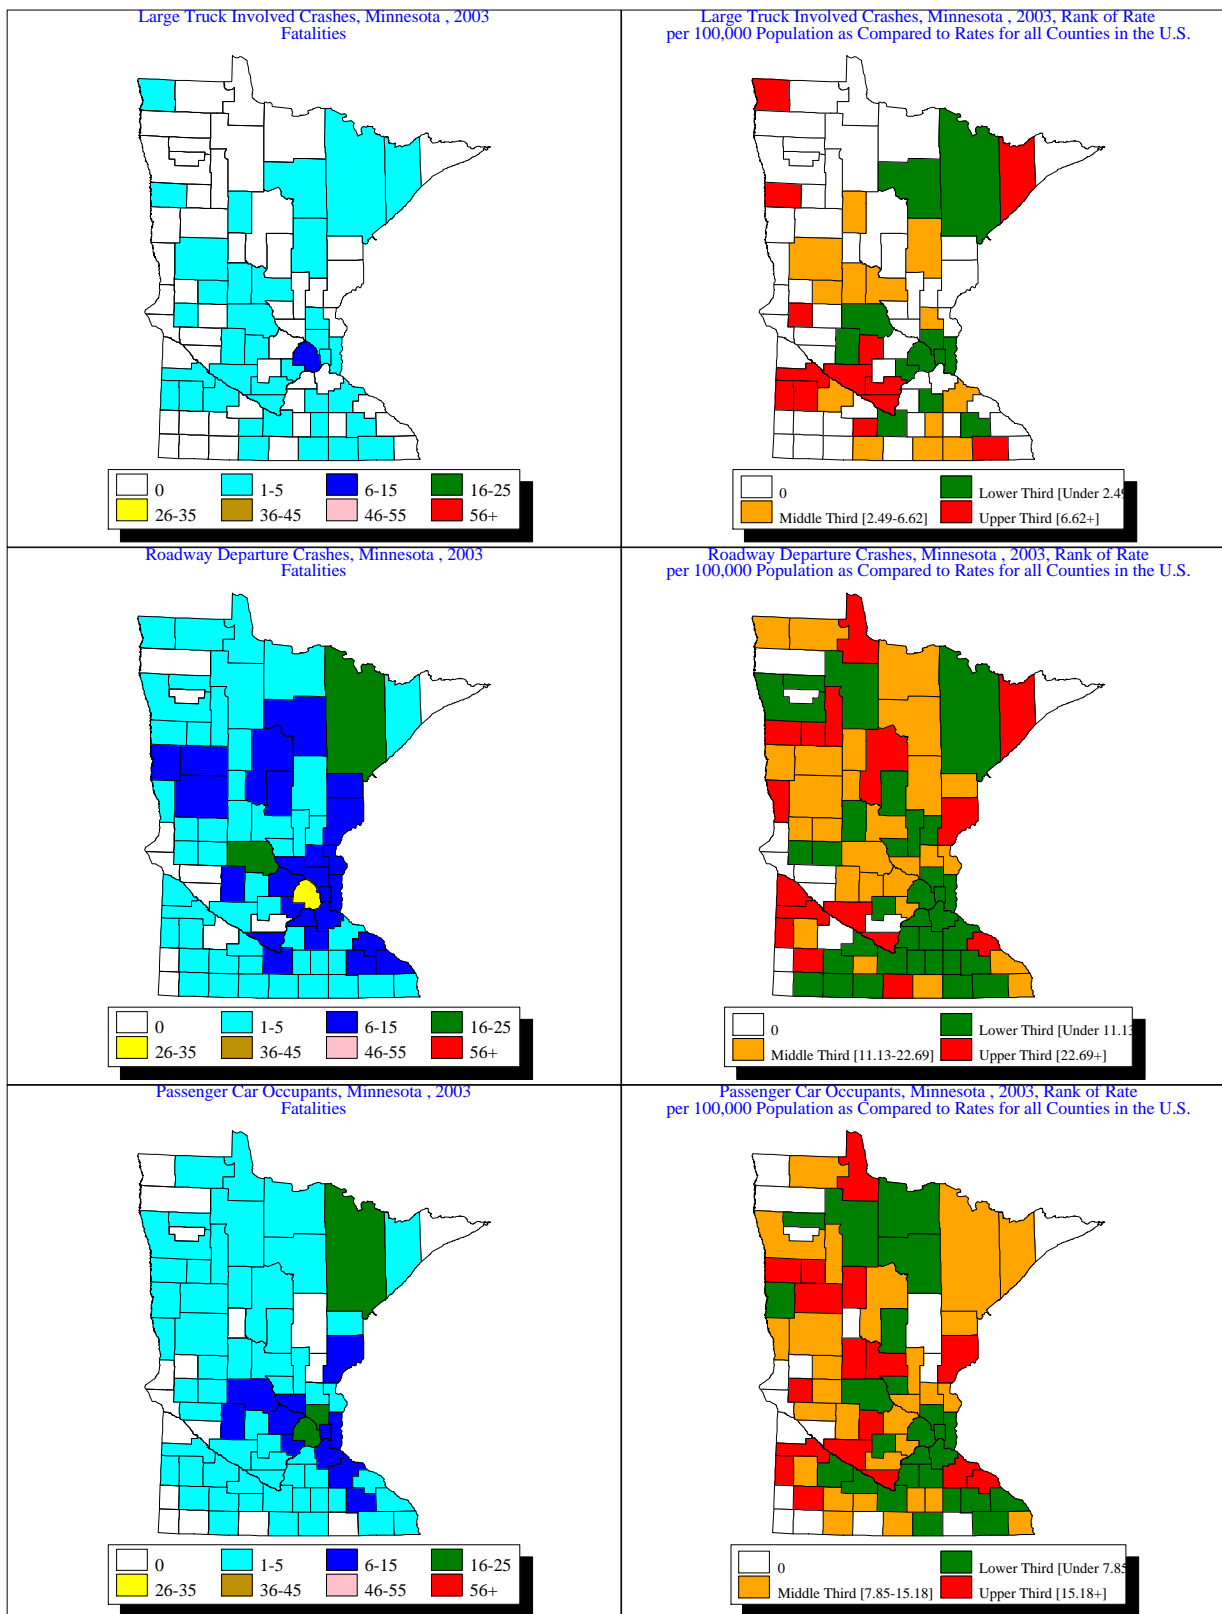 Large Truck Involved Crashes, Minnesota , 2003
Fatalities
0
1-5
6-15
16-25
26-35
36-45
46-55
56+
Large Truck Involved Crashes, Minnesota , 2003, Rank of Rate
per 100,000 Population as Compared to Rates for all Counties in the U.S.
0
Lower Third [Under 2.49
Middle Third [2.49-6.62]
Upper Third [6.62+]
Roadway Departure Crashes, Minnesota , 2003
Fatalities
0
1-5
6-15
16-25
26-35
36-45
46-55
56+
Roadway Departure Crashes, Minnesota , 2003, Rank of Rate
per 100,000 Population as Compared to Rates for all Counties in the U.S.
0
Lower Third [Under 11.13
Middle Third [11.13-22.69]
Upper Third [22.69+]
Passenger Car Occupants, Minnesota , 2003
Fatalities
0
1-5
6-15
16-25
26-35
36-45
46-55
56+
Passenger Car Occupants, Minnesota , 2003, Rank of Rate
per 100,000 Population as Compared to Rates for all Counties in the U.S.
0
Lower Third [Under 7.85
Middle Third [7.85-15.18]
Upper Third [15.18+]